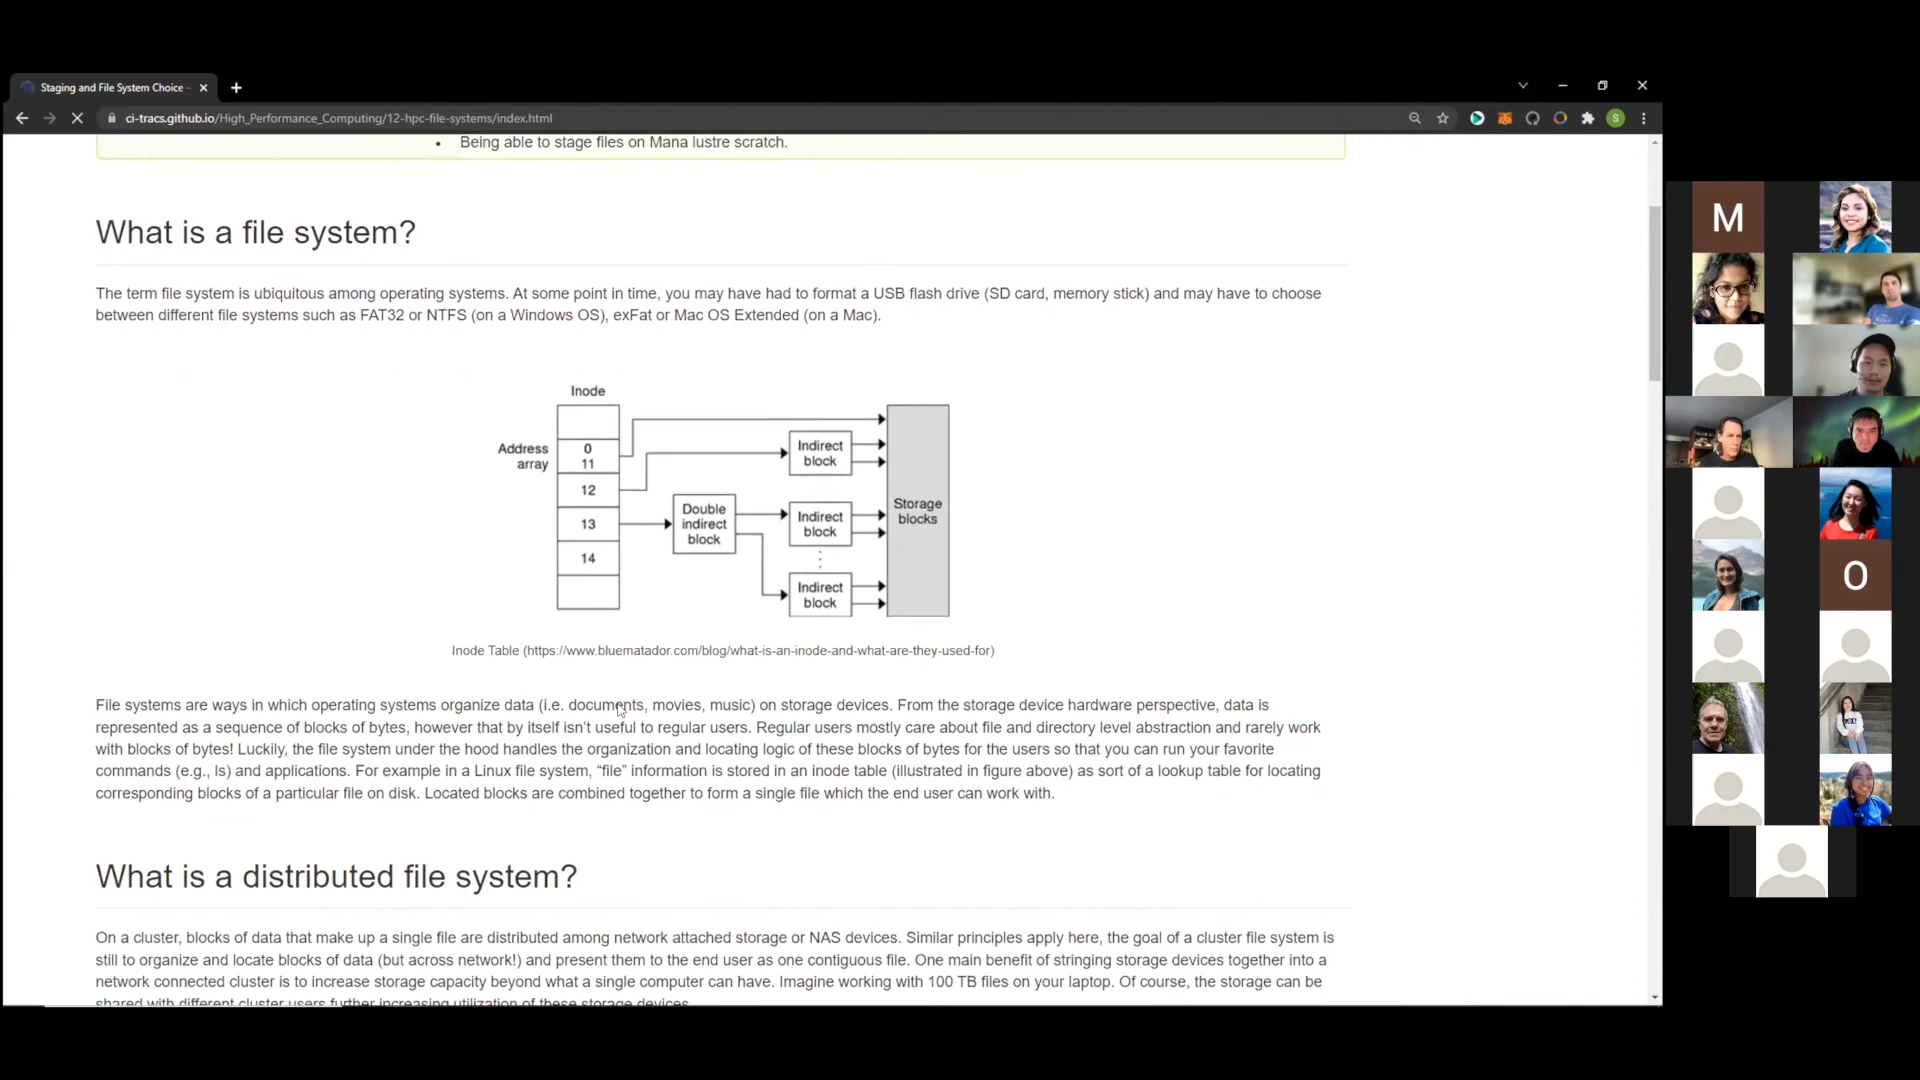 Staging and File System Choice -
ci-tracs.github.io/High_Performance_Computing/12-hpc-file-systems/index.html
S
• Being able to stage files on Mana lustre scratch.
What is a file system?
The term file system is ubiquitous among operating systems. At some point in time, you may have had to format a USB flash drive (SD card, memory stick) and may have to choose
between different file systems such as FAT32 or NTFS (on a Windows OS), exFat or Mac OS Extended (on a Mac).
Inode
Address
array
0
11
12
13
14
Double
indirect
block
Indirect
block
Indirect
block
Indirect
block
Storage
blocks
Inode Table (https://www.bluematador.com/blog/what-is-an-inode-and-what-are-they-used-for)
File systems are ways in which operating systems organize data (i.e. documents, movies, music) on storage devices. From the storage device hardware perspective, data is
represented as a sequence of blocks of bytes, however that by itself isn’t useful to regular users. Regular users mostly care about file and directory level abstraction and rarely work
with blocks of bytes! Luckily, the file system under the hood handles the organization and locating logic of these blocks of bytes for the users so that you can run your favorite
commands (e.g., ls) and applications. For example in a Linux file system, “file” information is stored in an inode table (illustrated in figure above) as sort of a lookup table for locating
corresponding blocks of a particular file on disk. Located blocks are combined together to form a single file which the end user can work with.
What is a distributed file system?
On a cluster, blocks of data that make up a single file are distributed among network attached storage or NAS devices. Similar principles apply here, the goal of a cluster file system is
still to organize and locate blocks of data (but across network!) and present them to the end user as one contiguous file. One main benefit of stringing storage devices together into a
network connected cluster is to increase storage capacity beyond what a single computer can have. Imagine working with 100 TB files on your laptop. Of course, the storage can be
shared with different cluster users further increasing utilization of these storage devices.
M
O